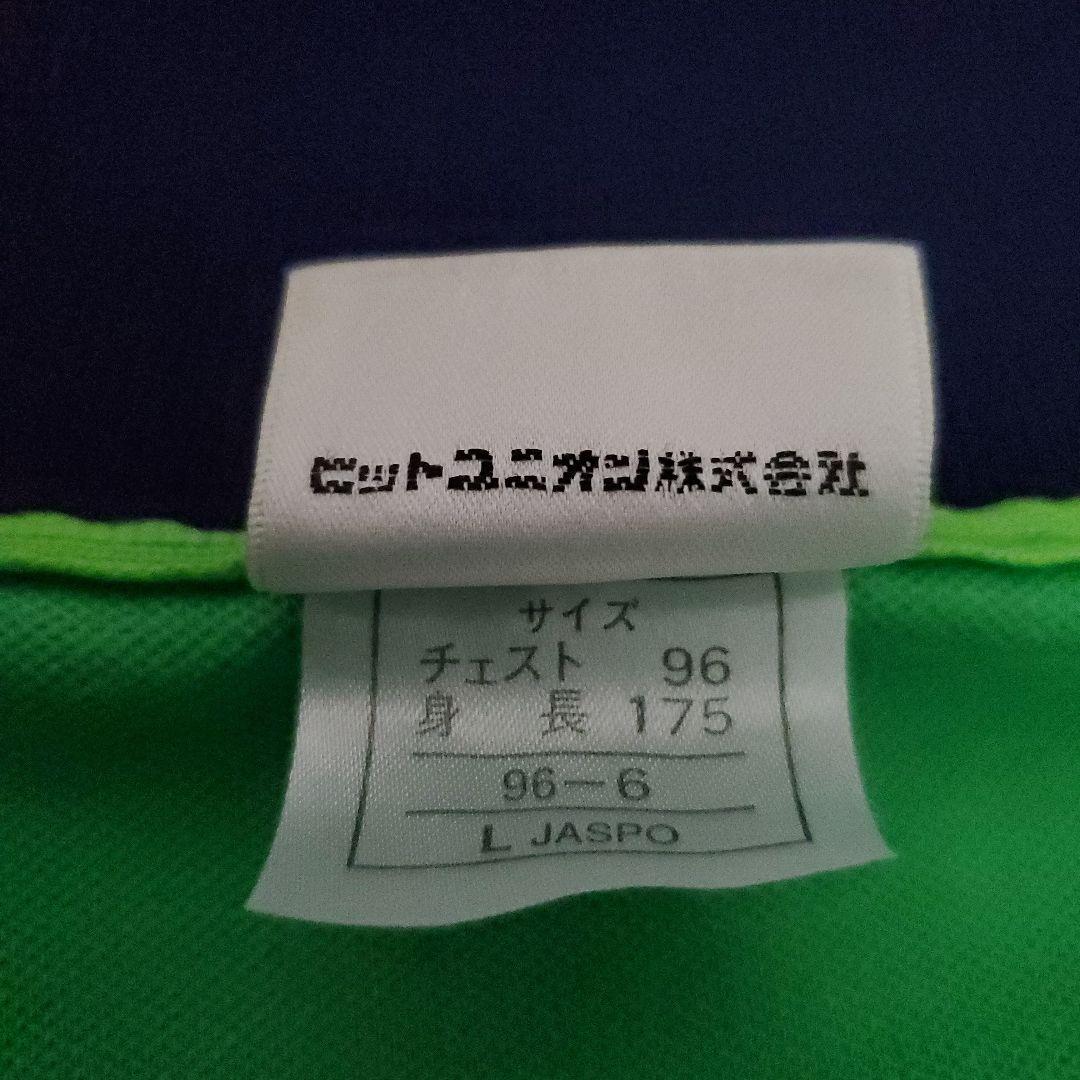 ヒットユニオン株式会社
サイズ
チェスト 96
身長 175
96-6
L JASPO